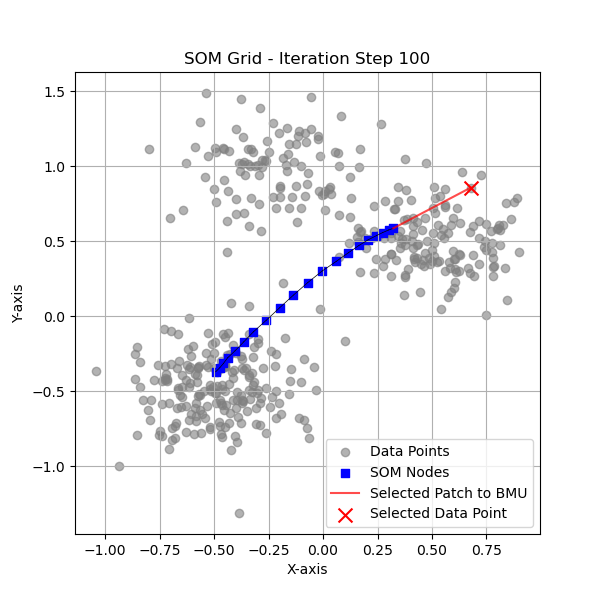 SOM Grid - Iteration Step 100
1.5
1.0
0.5
0.0
−0.5
−1.0
Y-axis
Data Points
SOM Nodes
Selected Patch to BMU
Selected Data Point
−1.00 −0.75 −0.50 −0.25 0.00 0.25 0.50 0.75
X-axis